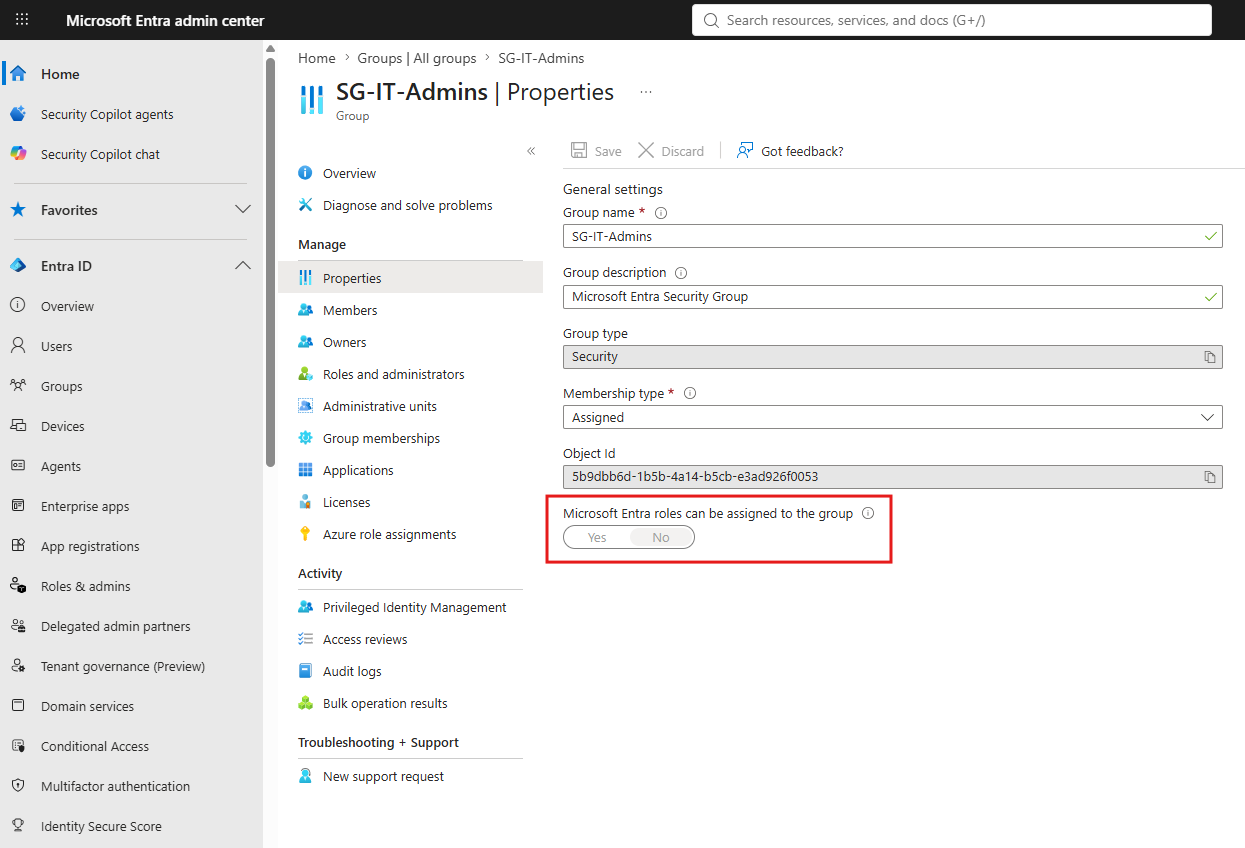 Microsoft Entra admin center
Search resources, services, and docs (G+/)
Home
Security Copilot agents
Security Copilot chat
Favorites
Entra ID
Overview
Users
Groups
Devices
Agents
Enterprise apps
App registrations
Roles & admins
Delegated admin partners
Tenant governance (Preview)
Domain services
Conditional Access
Multifactor authentication
Identity Secure Score
Home > Groups | All groups > SG-IT-Admins
SG-IT-Admins | Properties ...
Group
«
Overview
Diagnose and solve problems
Manage
Properties
Members
Owners
Roles and administrators
Administrative units
Group memberships
Applications
Licenses
Azure role assignments
Activity
Privileged Identity Management
Access reviews
Audit logs
Bulk operation results
Troubleshooting + Support
New support request
Save Discard | Got feedback?
General settings
Group name *
SG-IT-Admins
Group description
Microsoft Entra Security Group
Group type
Security
Membership type *
Assigned
Object Id
5b9dbb6d-1b5b-4a14-b5cb-e3ad926f0053
Microsoft Entra roles can be assigned to the group
Yes No